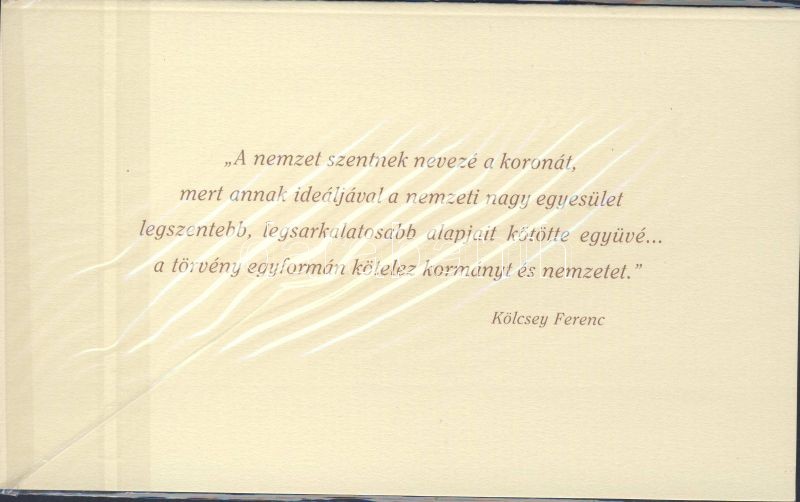 „A nemzet szentnek nevezé a koronát,
mert annak ideáljával a nemzeti nagy egyesület
legszentebb, legsarkalatosabb alapjait kötötte együvé...
a törvény egyformán kötelez kormányt és nemzetet.”
Kölcsey Ferenc